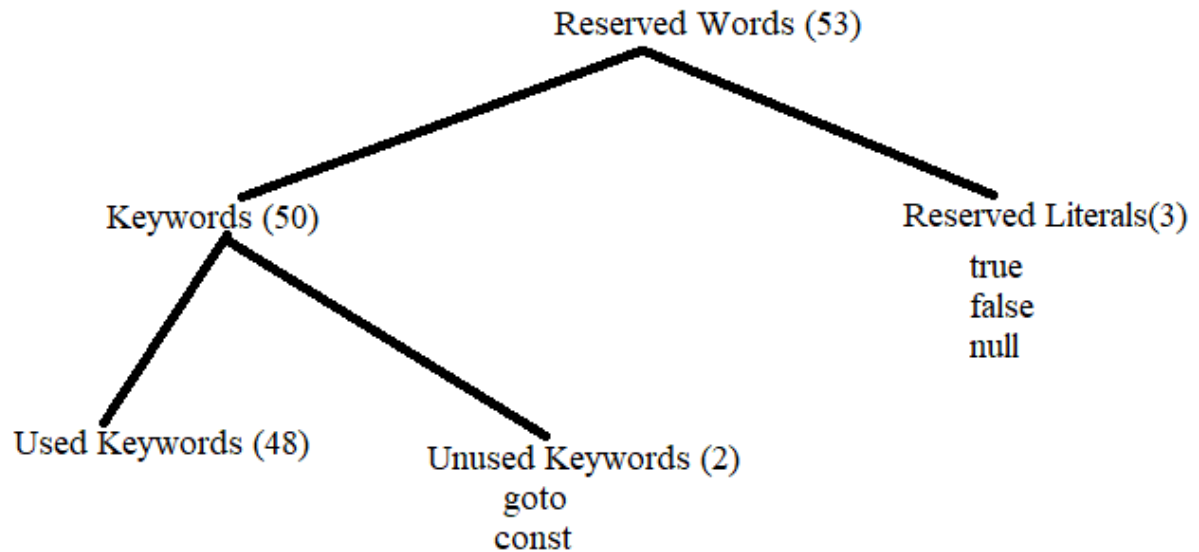 Reserved Words (53)
Keywords (50)
Reserved Literals(3)
true
false
null
Used Keywords (48)
Unused Keywords (2)
goto
const